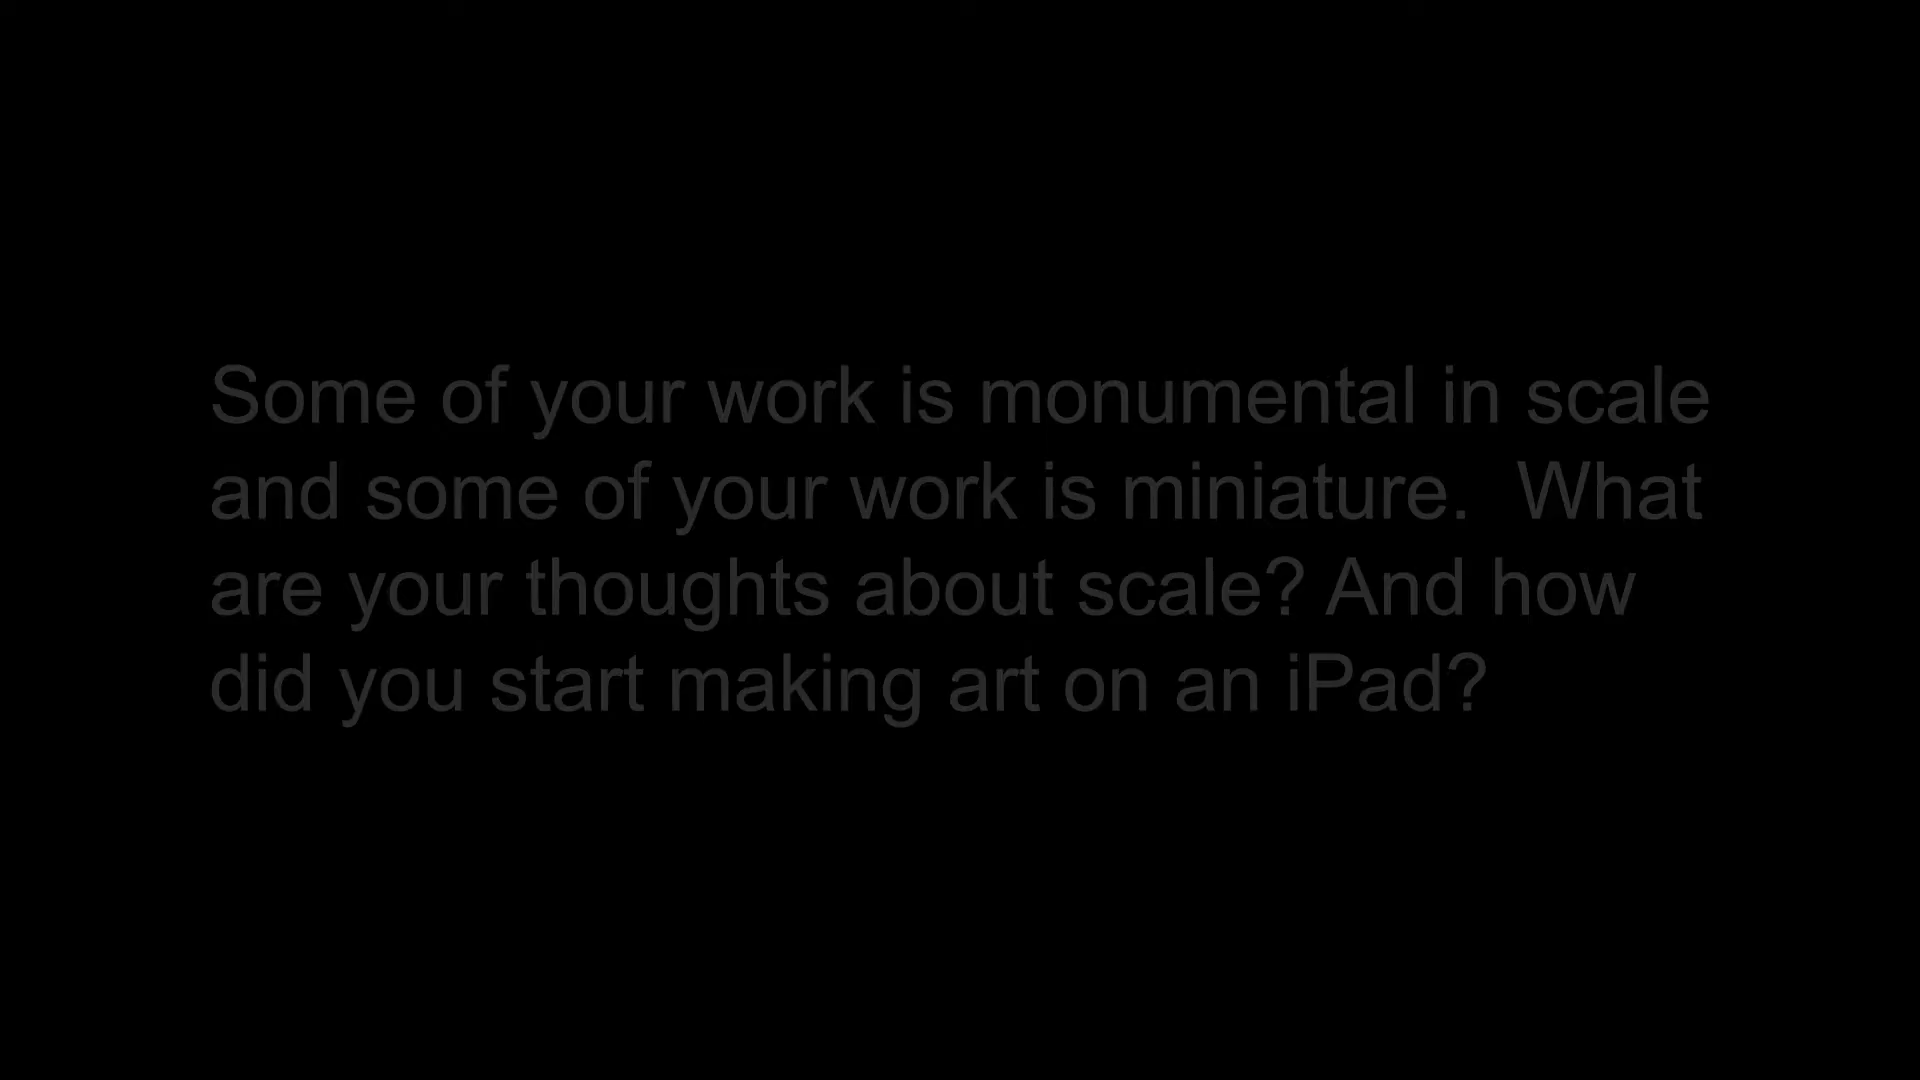 Some of your work is monumental in scale
and some of your work is miniature.  What
are your thoughts about scale? And how
did you start making art on an iPad?